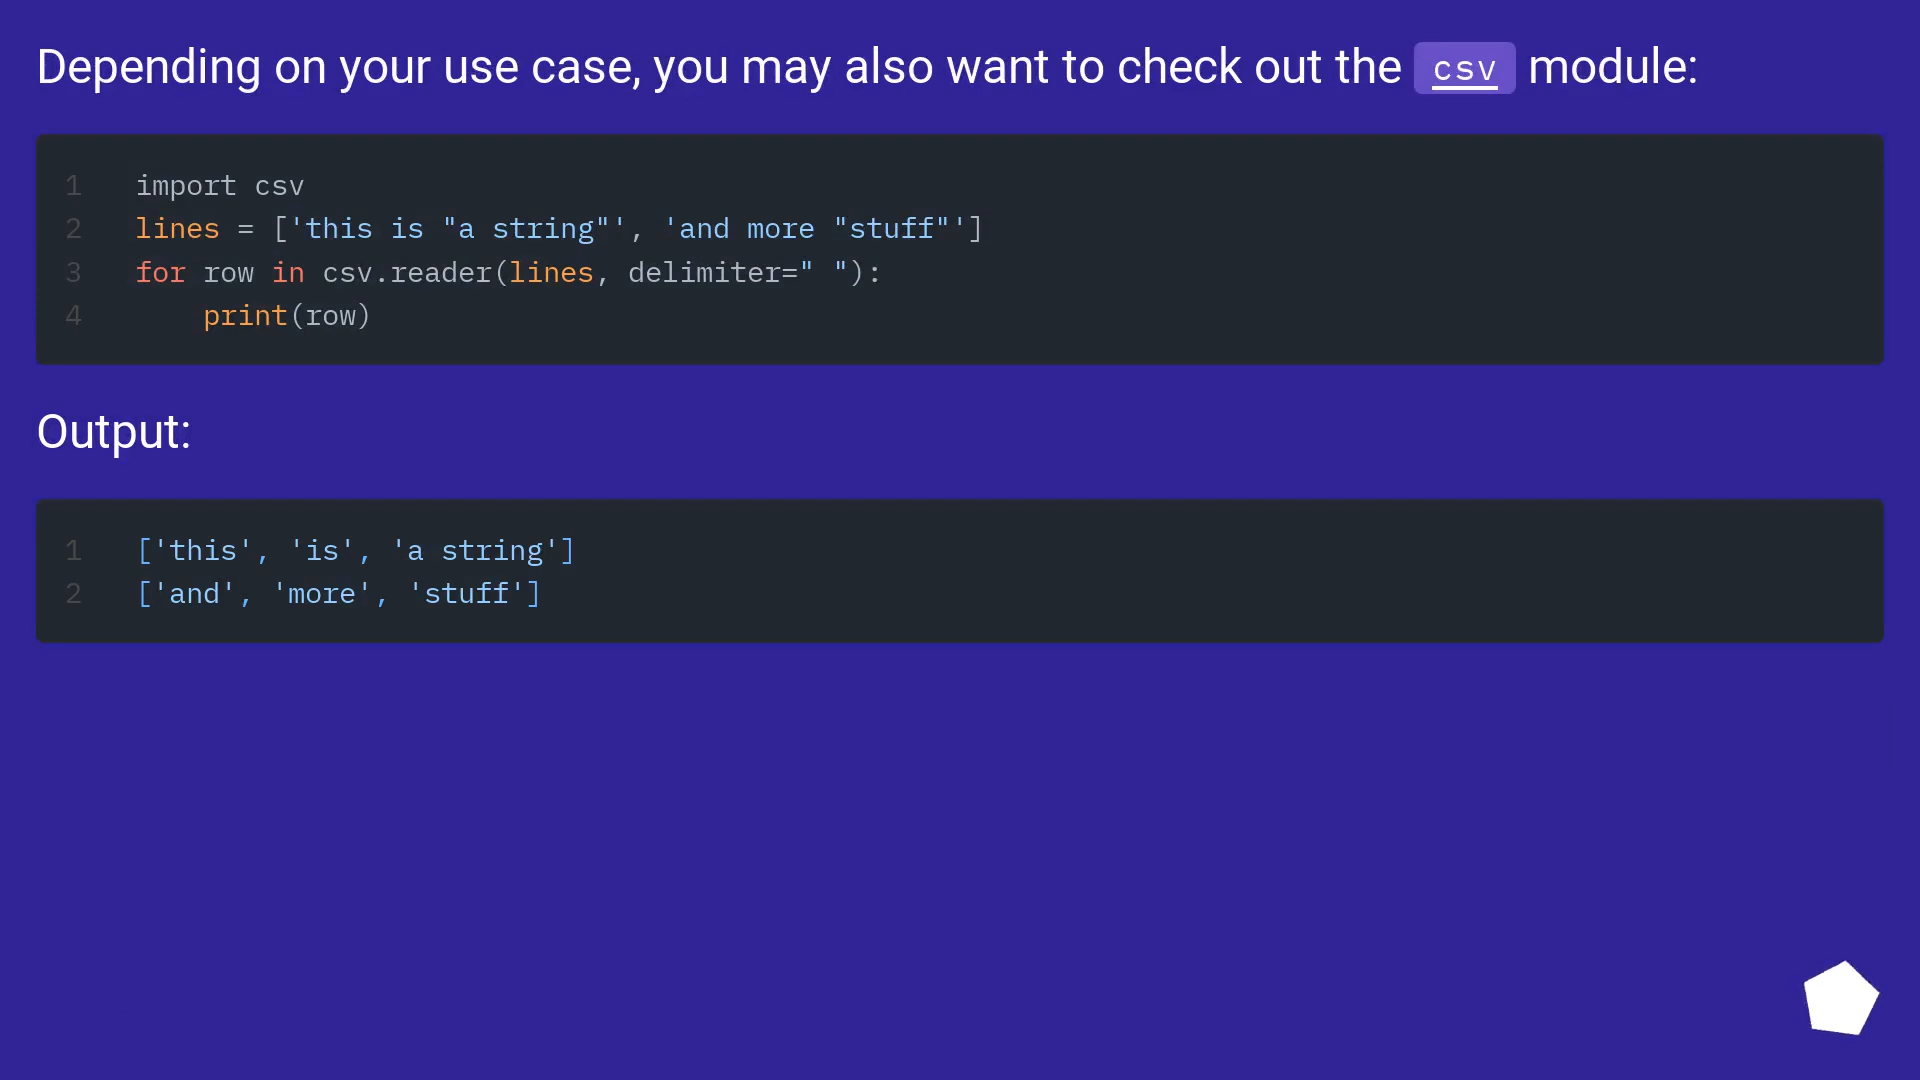 Depending on your use case, you may also want to check out the csv module:
1 import csv
2 lines = ['this is "a string"', 'and more "stuff"']
3 for row in csv.reader(lines, delimiter=" "):
4     print(row)
Output:
1 ['this', 'is', 'a string']
2 ['and', 'more', 'stuff']